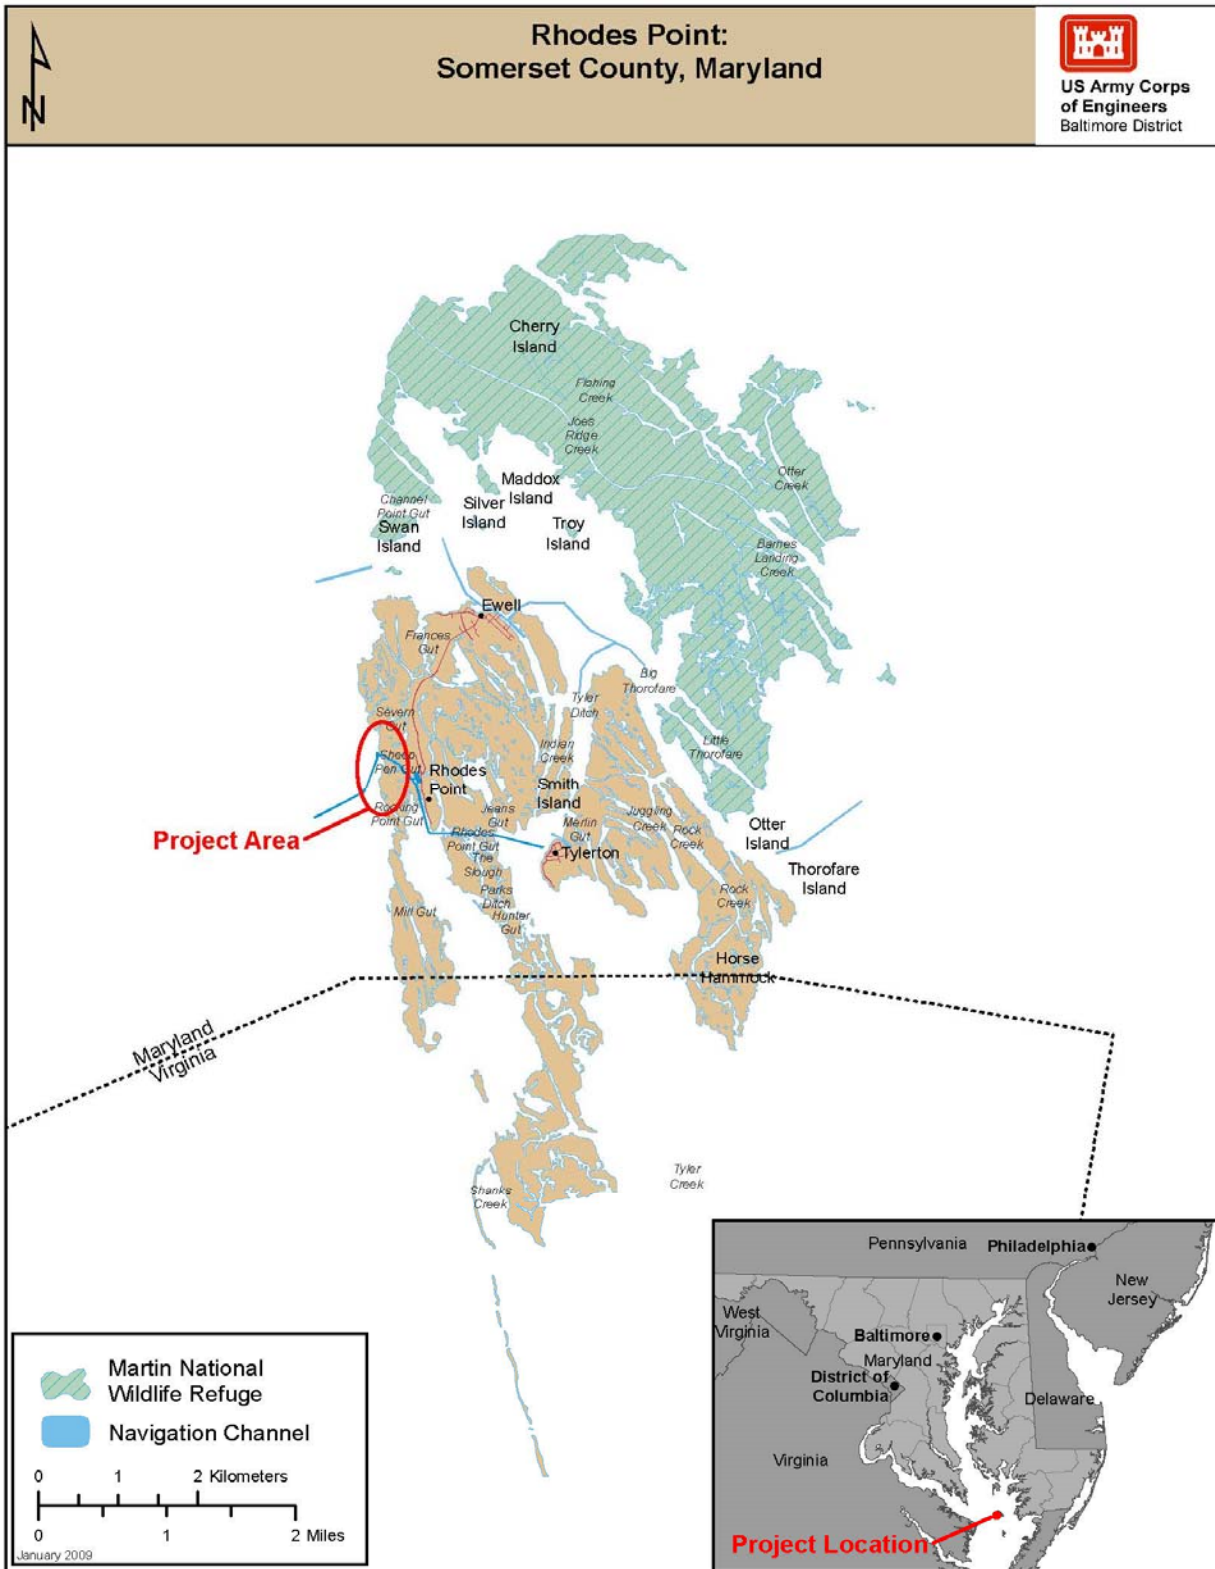 Rhodes Point:
Somerset County, Maryland
N
US Army Corps
of Engineers
Baltimore District
Cherry
Island
Fishing
Creek
Joes
Ridge
Creek
Otter
Creek
Maddox
Island
Silver
Island
Channel
Point Gut
Swan
Island
Troy
Island
Barnes
Landing
Creek
Ewell
Frances
Gut
Big
Thorofare
Tyler
Ditch
Severn
Gut
Indian
Creek
Little
Thorofare
Sheep
Pen Gut
Rhodes
Point
Smith
Island
Rocking
Point Gut
Jeans
Gut
Merlin
Gut
Juggling
Creek
Rock
Creek
Otter
Island
Project Area
Rhodes
Point Gut
The
Slough
Tylerton
Thorofare
Island
Parks
Ditch
Rock
Creek
Mill Gut
Hunter
Gut
Horse
Hammock
Maryland
Virginia
Tyler
Creek
Shanks
Creek
Martin National
Wildlife Refuge
Navigation Channel
0 1 2 Kilometers
0 1 2 Miles
January 2009
Pennsylvania
Philadelphia
New
Jersey
West
Virginia
Baltimore
Maryland
District of
Columbia
Delaware
Virginia
Project Location